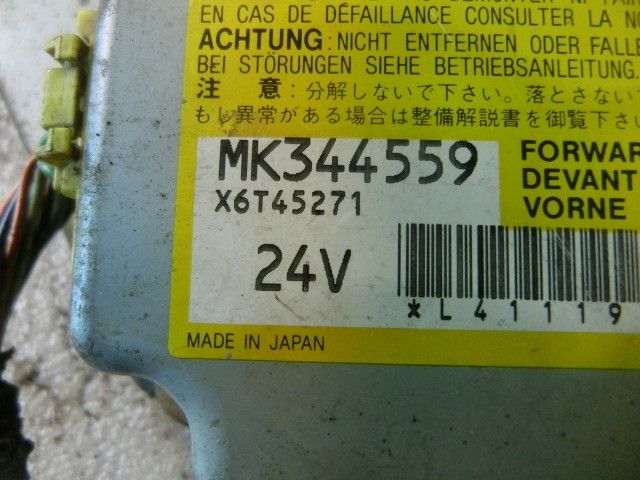 EN CAS DE DÉFAILLANCE CONSULTER LA
ACHTUNG: NICHT ENTFERNEN ODER FALLE
BEI STÖRUNGEN SIEHE BETRIEBSANLEITUNG.
注 意:分解しないで下さい。落とさない
もし異常がある場合は整備解説書を御覧下
MK344559
X6T45271
24V
FORWAR
DEVANT
VORNE
*L41119
MADE IN JAPAN